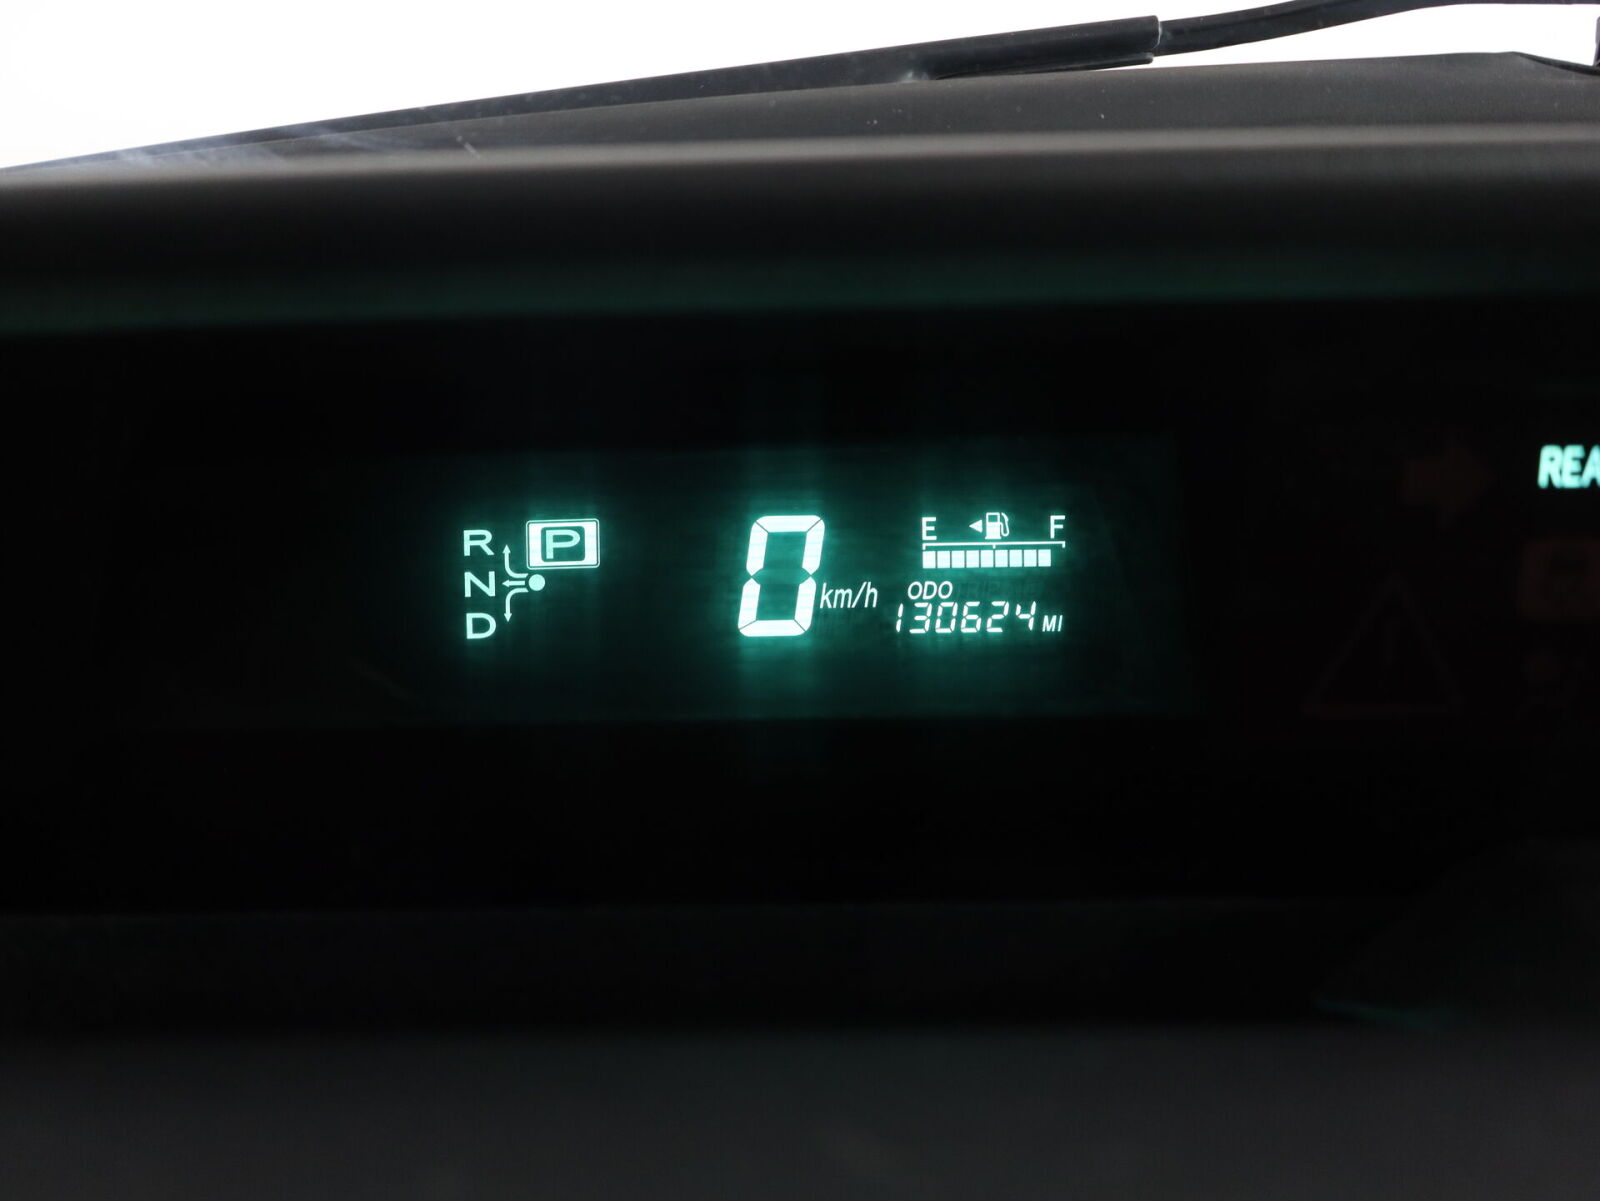 R P
N
D
0 km/h
E F
ODO
130624 MI
REA